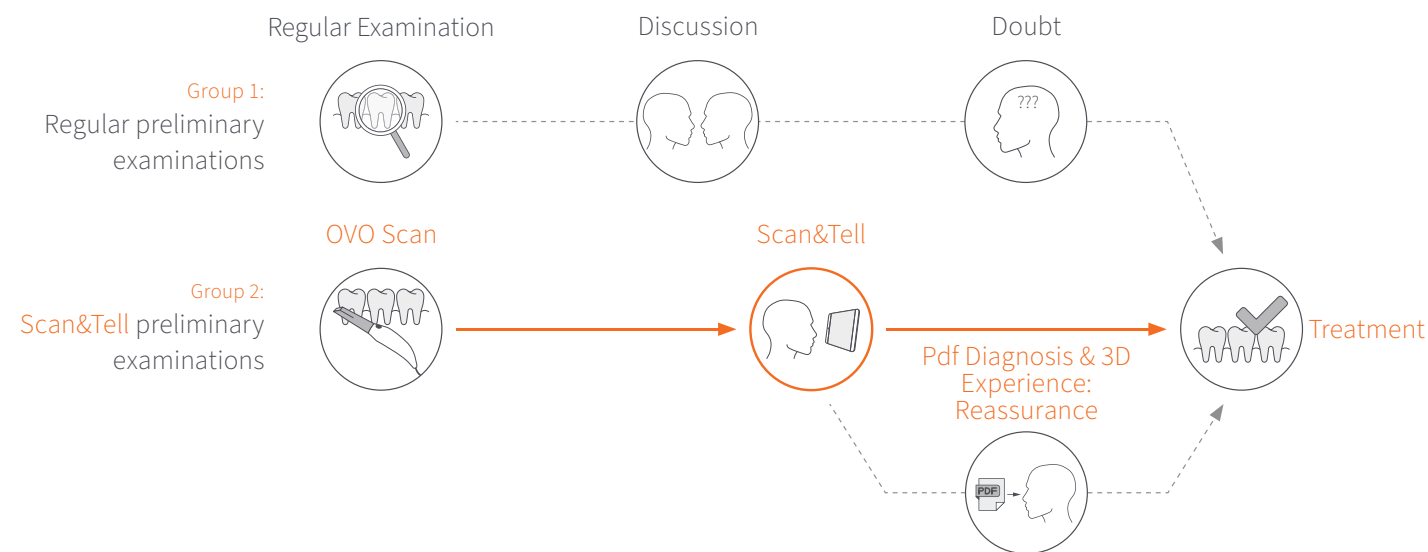 Regular Examination
Discussion
Doubt
Group 1:
Regular preliminary
examinations
???
OVO Scan
Scan&Tell
Group 2:
Scan&Tell preliminary
examinations
Treatment
Pdf Diagnosis & 3D
Experience:
Reassurance
PDF